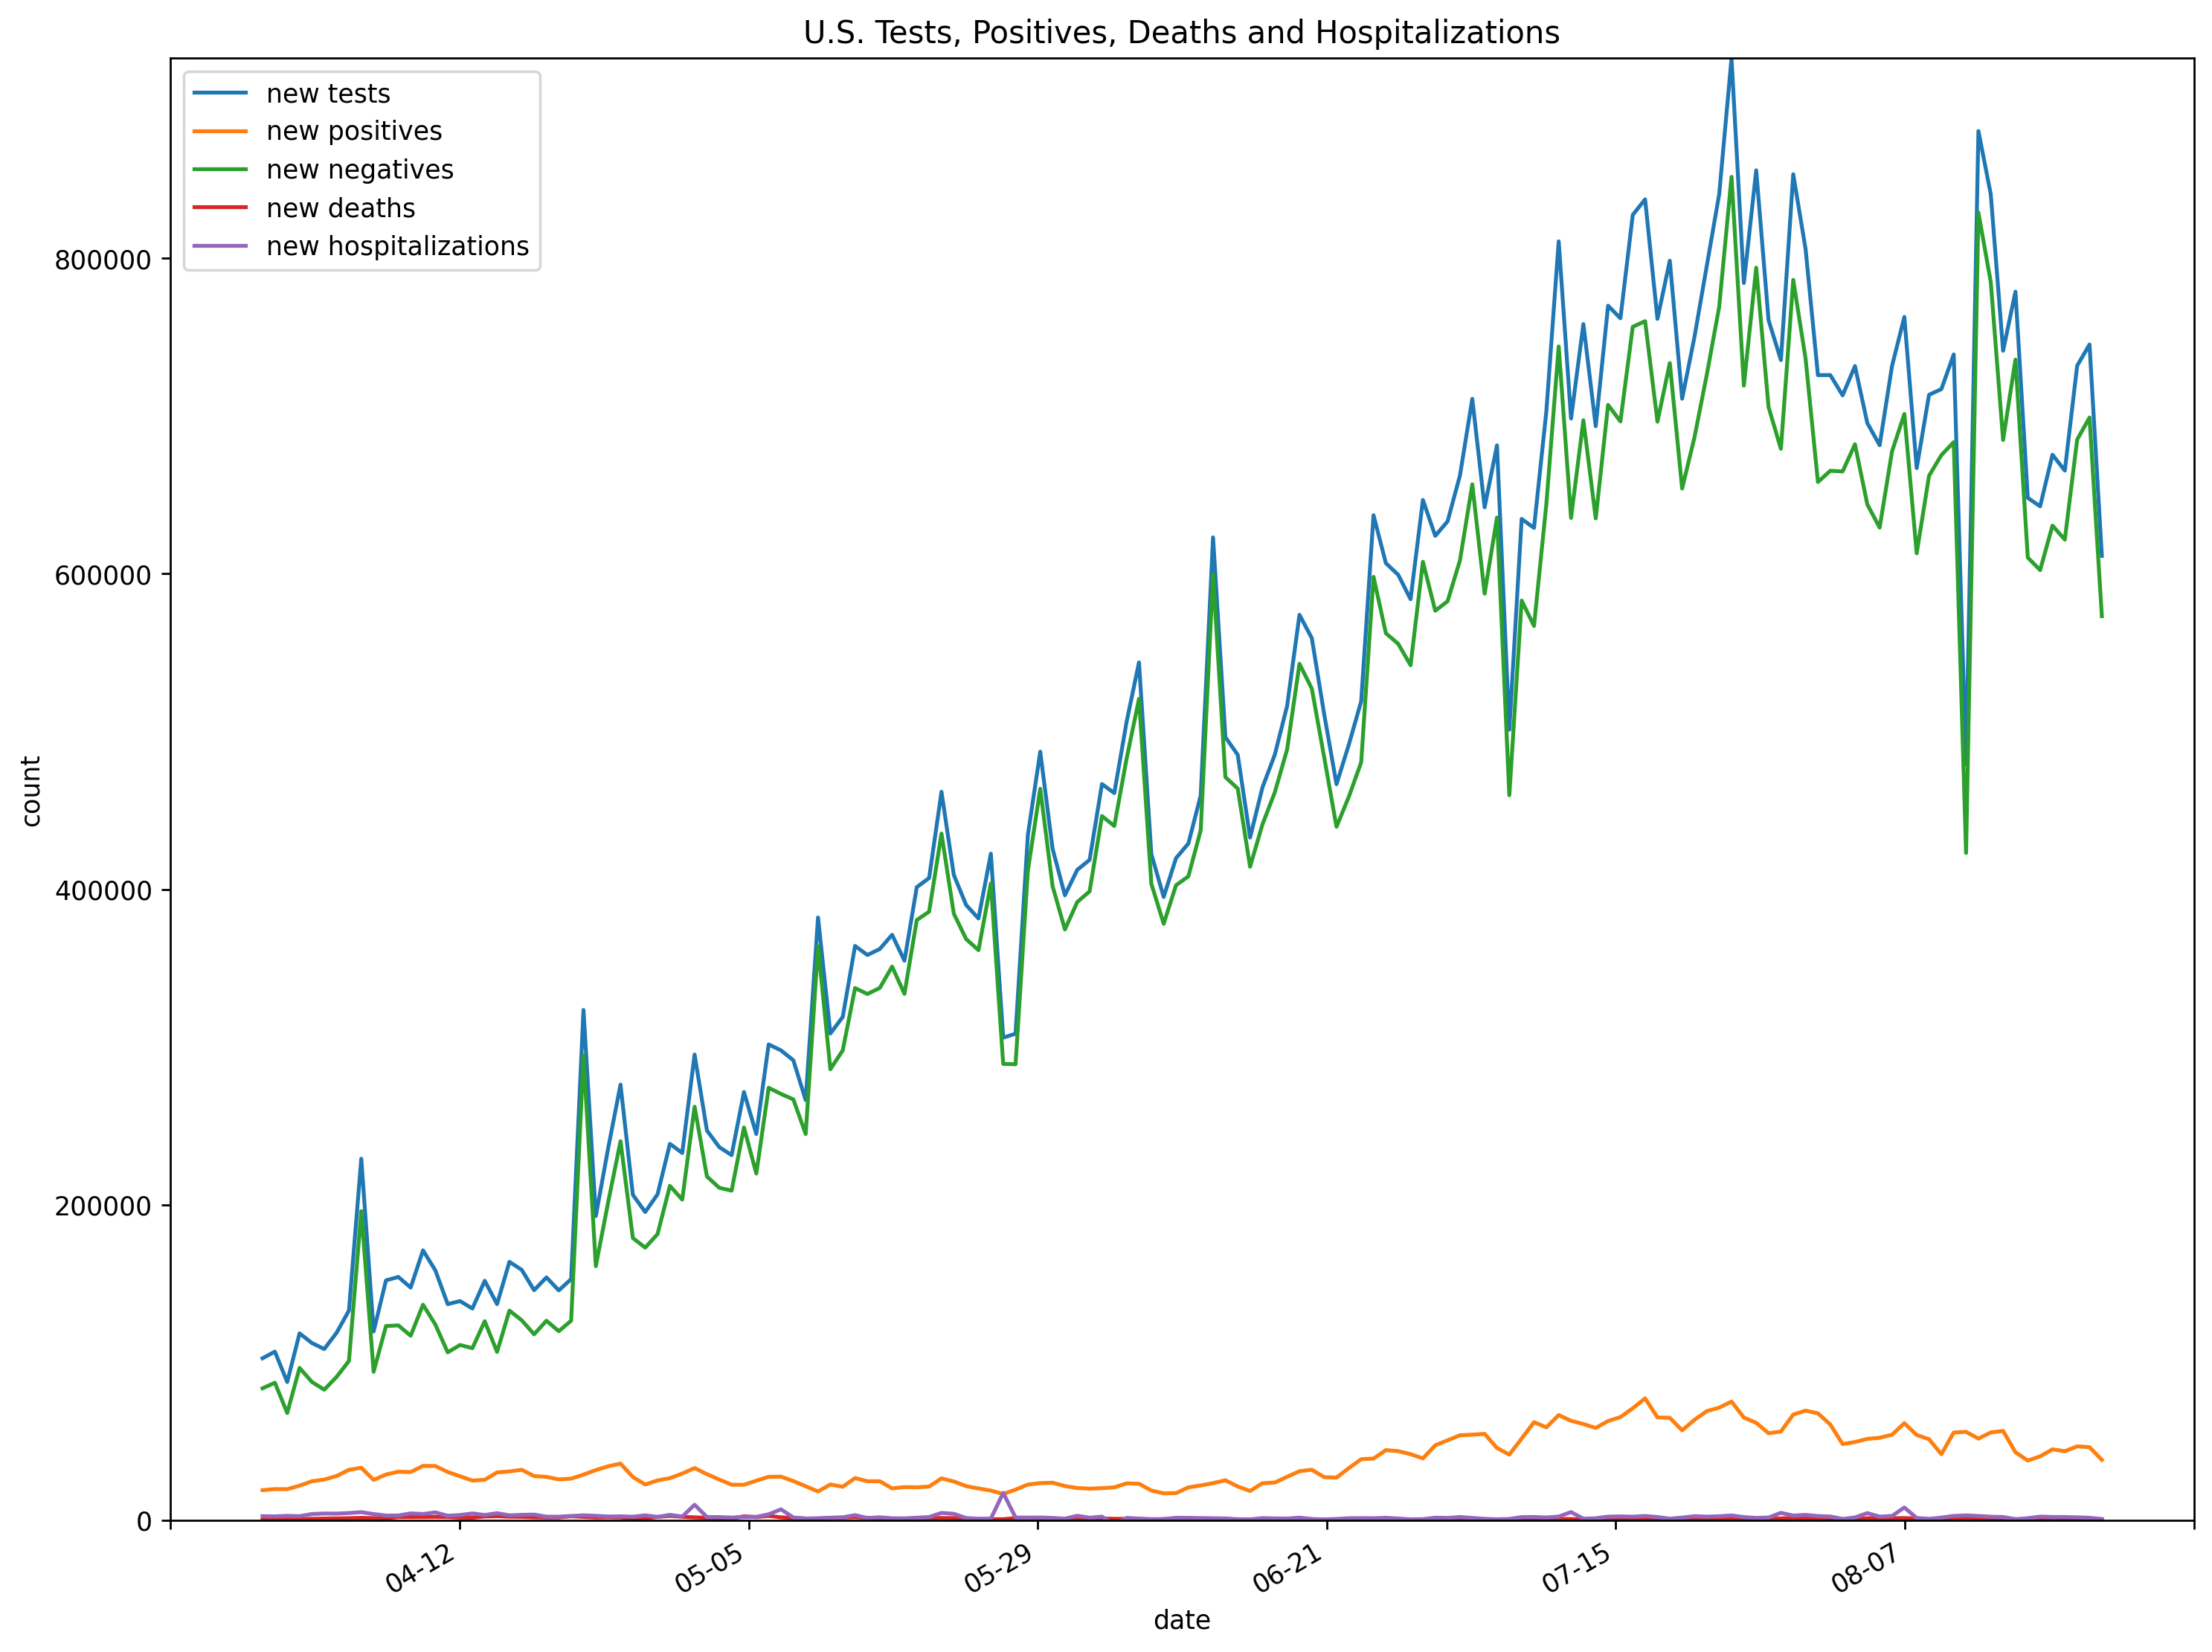 U.S. Tests, Positives, Deaths and Hospitalizations
new tests
new positives
new negatives
new deaths
new hospitalizations
800000
600000
400000
200000
0
count
04-12
05-05
05-29
06-21
07-15
08-07
date